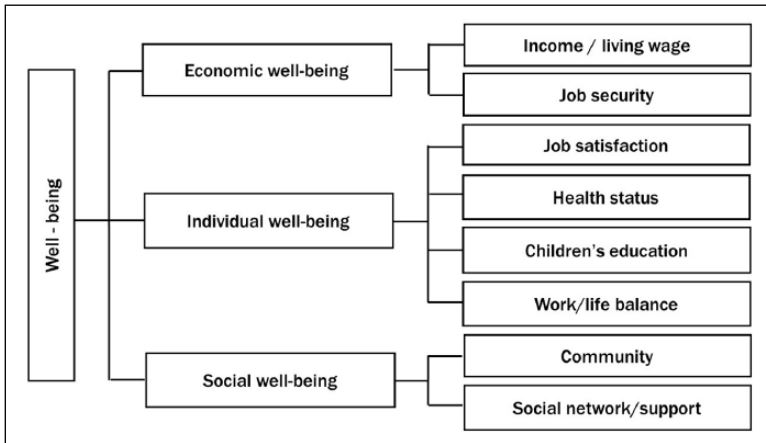 Well - being
Economic well-being
Income / living wage
Job security
Individual well-being
Job satisfaction
Health status
Children's education
Work/life balance
Social well-being
Community
Social network/support